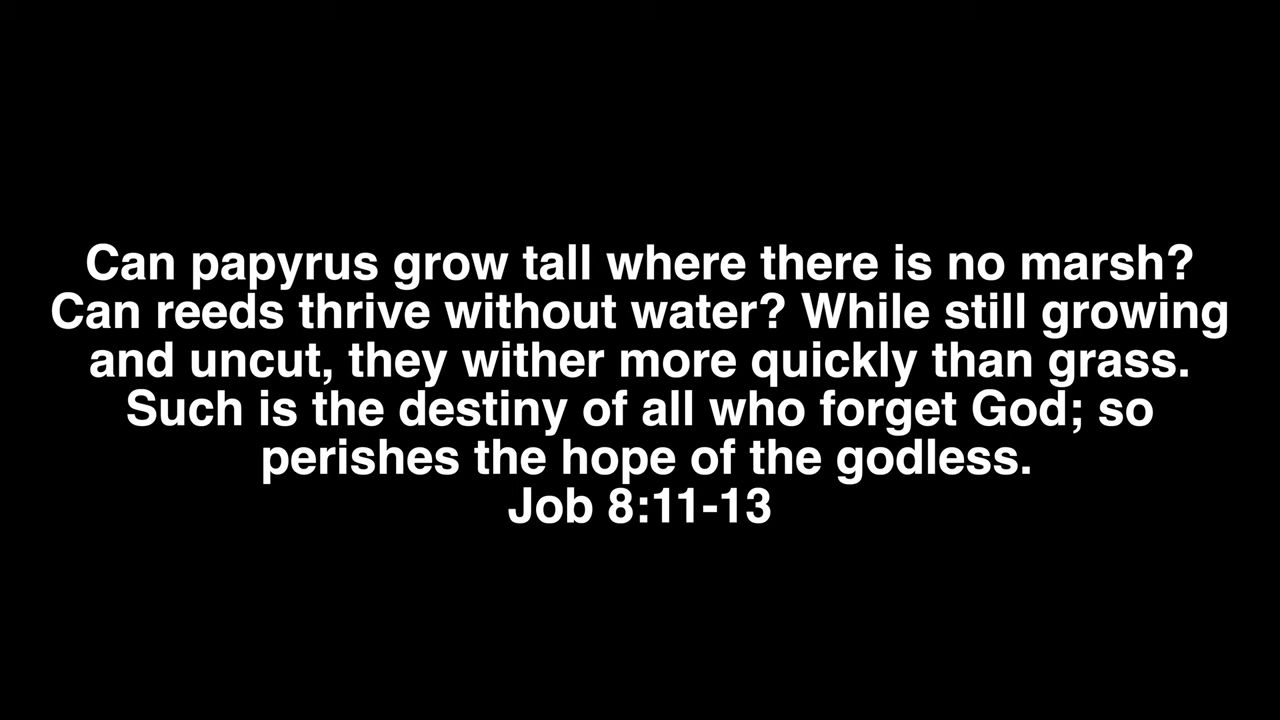 Can papyrus grow tall where there is no marsh?
Can reeds thrive without water? While still growing
and uncut, they wither more quickly than grass.
Such is the destiny of all who forget God; so
perishes the hope of the godless.
Job 8:11-13